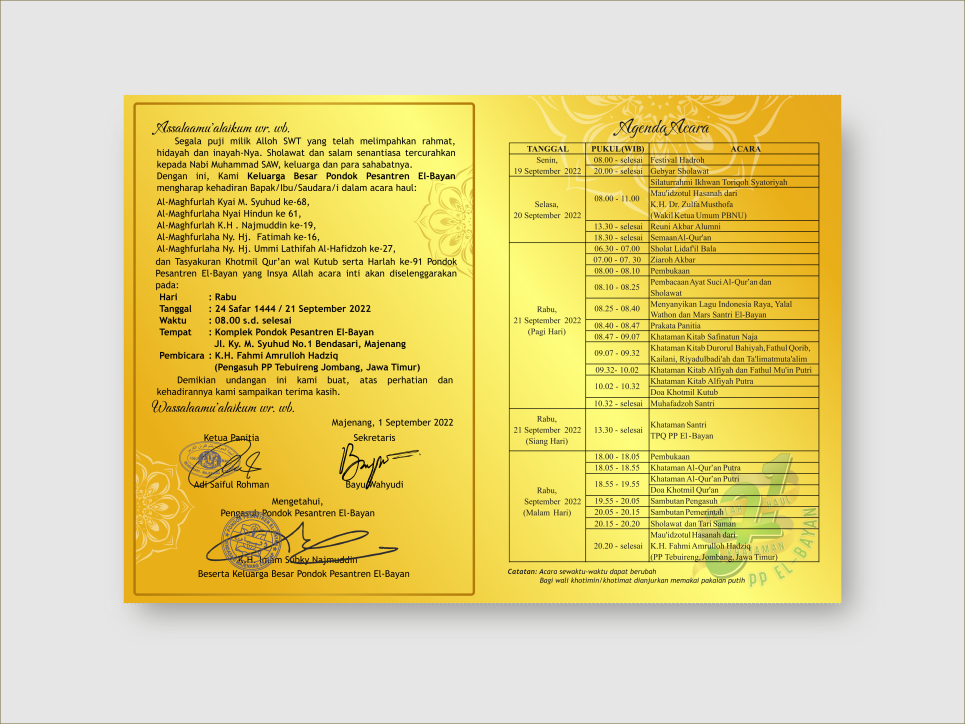 Assalaamu'alaikum wr. wb.
Segala puji milik Alloh SWT yang telah melimpahkan rahmat,
hidayah dan inayah-Nya. Sholawat dan salam senantiasa tercurahkan
kepada Nabi Muhammad SAW, keluarga dan para sahabatnya.
Dengan ini, Kami Keluarga Besar Pondok Pesantren El-Bayan
mengharap kehadiran Bapak/Ibu/Saudara/i dalam acara haul:
Al-Maghfurlah Kyai M. Syuhud ke-68,
Al-Maghfurlaha Nyai Hindun ke 61,
Al-Maghfurlah K.H . Najmuddin ke-19,
Al-Maghfurlaha Ny. Hj. Fatimah ke-16,
Al-Maghfurlaha Ny. Hj. Ummi Lathifah Al-Hafidzoh ke-27,
dan Tasyakuran Khotmil Qur'an wal Kutub serta Harlah ke-91 Pondok
Pesantren El-Bayan yang Insya Allah acara inti akan diselenggarakan
pada:
Hari : Rabu
Tanggal : 24 Safar 1444 / 21 September 2022
Waktu : 08.00 s.d. selesai
Tempat : Komplek Pondok Pesantren El-Bayan
Jl. Ky. M. Syuhud No.1 Bendasari, Majenang
Pembicara : K.H. Fahmi Amrulloh Hadziq
(Pengasuh PP Tebuireng Jombang, Jawa Timur)
Demikian undangan ini kami buat, atas perhatian dan
kehadirannya kami sampaikan terima kasih.
Wassalaamu'alaikum wr. wb.
Majenang, 1 September 2022
Ketua Panitia Sekretaris
Adi Saiful Rohman Bayu Wahyudi
Mengetahui,
Pengasuh Pondok Pesantren El-Bayan
K.H. Imam Subky Najmuddin
Beserta Keluarga Besar Pondok Pesantren El-Bayan
Agenda Acara
TANGGAL PUKUL(WIB) ACARA
Senin,
19 September 2022
08.00 - selesai Festival Hadroh
20.00 - selesai Gebyar Sholawat
Selasa,
20 September 2022
08.00 - 11.00
Silaturrahmi Ikhwan Toriqoh Syatoriyah
Mau'idzotul Hasanah dari
K.H. Dr. Zulfa Musthofa
(Wakil Ketua Umum PBNU)
13.30 - selesai Reuni Akbar Alumni
18.30 - selesai Semaan Al-Qur'an
Rabu,
21 September 2022
(Pagi Hari)
06.30 - 07.00 Sholat Lidaf'il Bala
07.00 - 07. 30 Ziaroh Akbar
08.00 - 08.10 Pembukaan
08.10 - 08.25 Pembacaan Ayat Suci Al-Qur'an dan
Sholawat
08.25 - 08.40 Menyanyikan Lagu Indonesia Raya, Yalal
Wathon dan Mars Santri El-Bayan
08.40 - 08.47 Prakata Panitia
08.47 - 09.07 Khataman Kitab Safinatun Naja
09.07 - 09.32 Khataman Kitab Durorul Bahiyah,Fathul Qorib,
Kailani, Riyadulbadi'ah dan Ta'limatmuta'alim
09.32- 10.02 Khataman Kitab Alfiyah dan Fathul Mu'in Putri
10.02 - 10.32 Khataman Kitab Alfiyah Putra
Doa Khotmil Kutub
10.32 - selesai Muhafadzoh Santri
Rabu,
21 September 2022
(Siang Hari)
13.30 - selesai Khataman Santri
TPQ PP El-Bayan
Rabu,
September 2022
(Malam Hari)
18.00 - 18.05 Pembukaan
18.05 - 18.55 Khataman Al-Qur'an Putra
18.55 - 19.55 Khataman Al-Qur'an Putri
Doa Khotmil Qur'an
19.55 - 20.05 Sambutan Pengasuh
20.05 - 20.15 Sambutan Pemerintah
20.15 - 20.20 Sholawat dan Tari Saman
20.20 - selesai Mau'idzotul Hasanah dari
K.H. Fahmi Amrulloh Hadziq
(PP Tebuireng, Jombang, Jawa Timur)
PP EL-BAYAN
Catatan: Acara sewaktu-waktu dapat berubah
Bagi wali khotimin/khotimat dianjurkan memakai pakaian putih